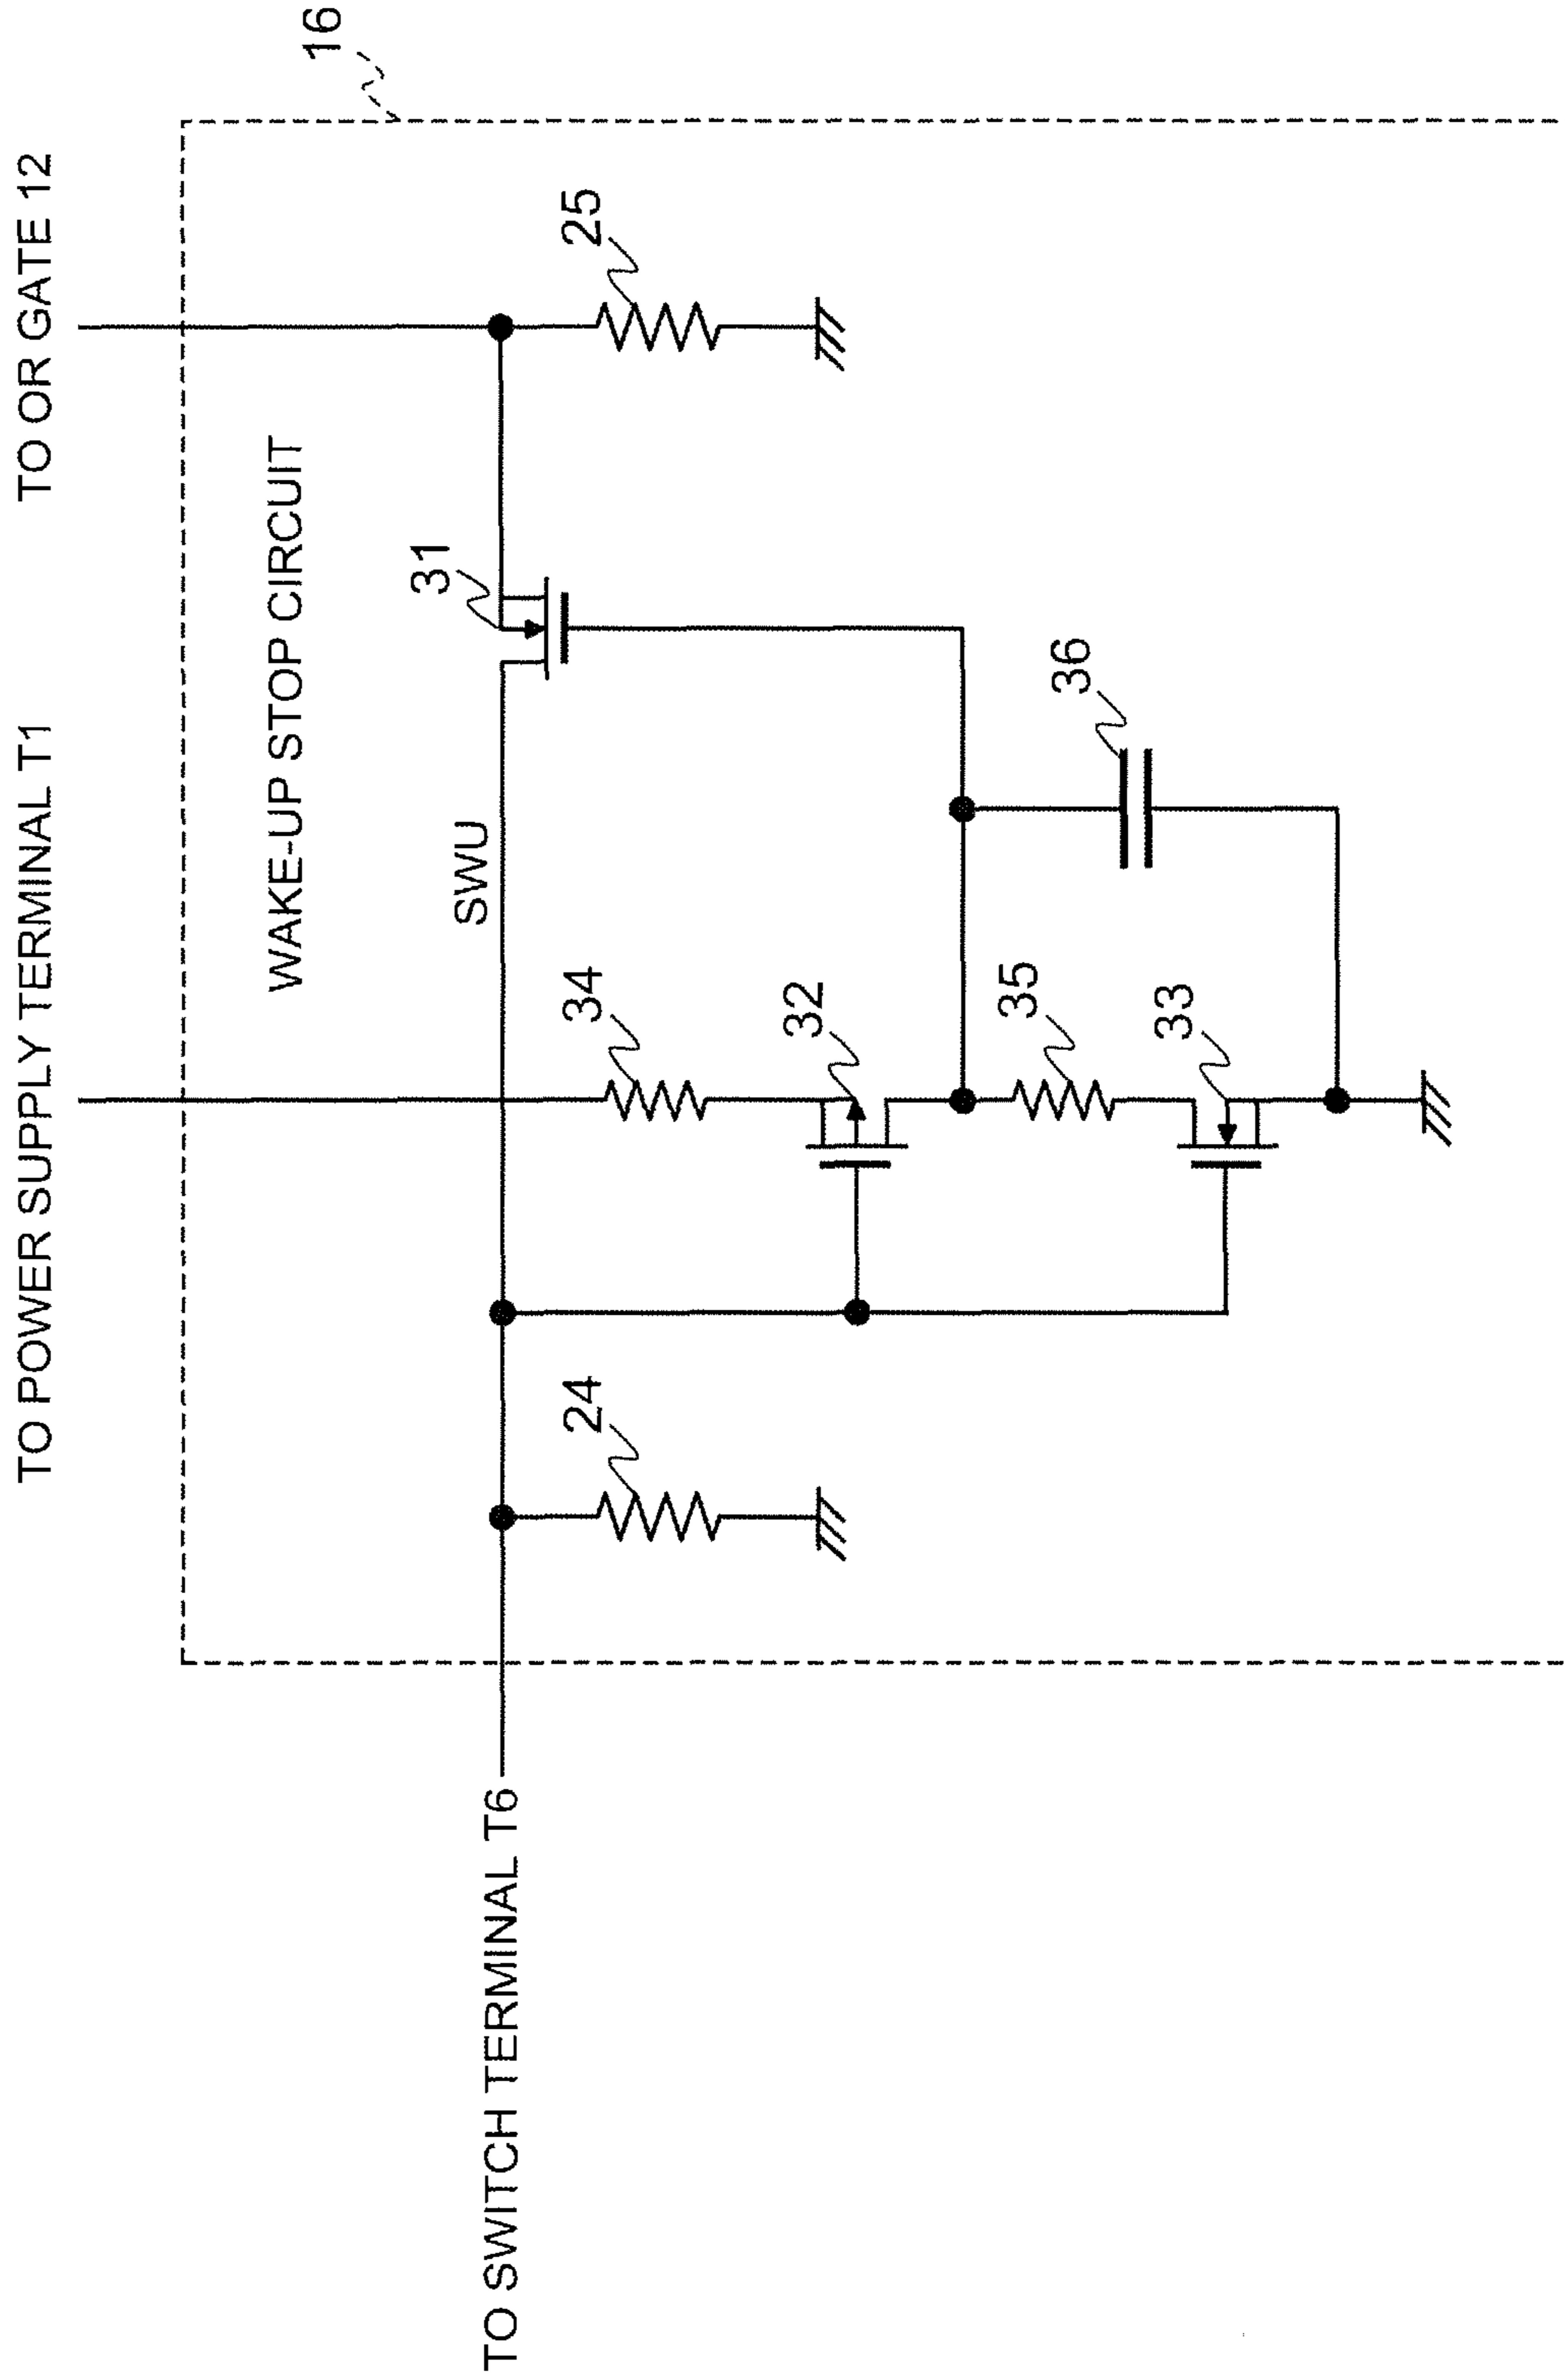 TO POWER SUPPLY TERMINAL T1
TO OR GATE 12
16
WAKE-UP STOP CIRCUIT
TO SWITCH TERMINAL T6
SWU
31
25
24
34
32
35
33
36